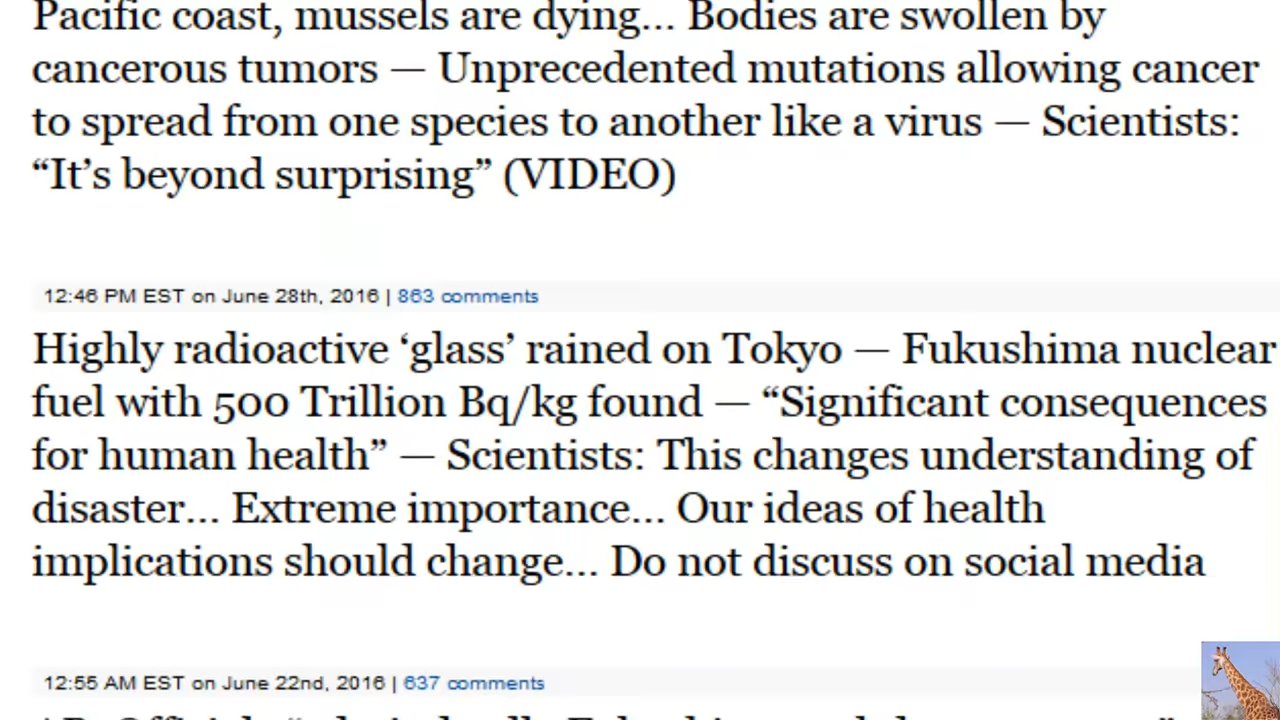 Pacific coast, mussels are dying... Bodies are swollen by
cancerous tumors — Unprecedented mutations allowing cancer
to spread from one species to another like a virus — Scientists:
“It’s beyond surprising” (VIDEO)
12:46 PM EST on June 28th, 2016 | 863 comments
Highly radioactive ‘glass’ rained on Tokyo — Fukushima nuclear
fuel with 500 Trillion Bq/kg found — “Significant consequences
for human health” — Scientists: This changes understanding of
disaster... Extreme importance... Our ideas of health
implications should change... Do not discuss on social media
12:55 AM EST on June 22nd, 2016 | 637 comments